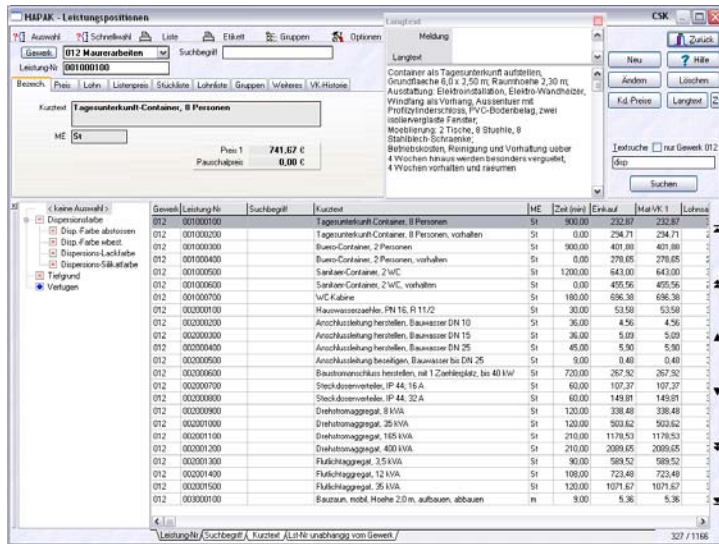 HAPAK - Leistungspositionen CSK
Auswahl Schnellwahl Liste Etikett Gruppen Optionen
Gewerk 012 Maurerarbeiten Suchbegriff
Leistung-Nr 001000100
Bezeich. Preis Lohn Listenpreis Stückliste Lohnliste Gruppen Weiteres VK-Historie
Kurztext Tagesunterkunft-Container, 8 Personen
ME St
Preis 1 741,67 €
Pauschalpreis 0,00 €
Langtext
Meldung
Langtext
Container als Tagesunterkunft aufstellen,
Grundflaeche 6,0 x 2,50 m; Raumhoehe 2,30 m;
Ausstattung: Elektroinstallation, Elektro-Wandheizer,
Windfang als Vorhang, Aussentuer mit
Profilzylinderschloss, PVC-Bodenbelag, zwei
isolierverglaste Fenster;
Moeblierung: 2 Tische, 8 Stuehle, 8
Stahlblech-Schraenke;
Betriebskosten, Reinigung und Vorhaltung ueber
4 Wochen hinaus werden besonders verguetet,
4 Wochen vorhalten und raeumen
Zurück
Neu Hilfe
Ändern Löschen
Kd.Preise Langtext Z
Textsuche nur Gewerk 012
disp
Suchen
< keine Auswahl >
Dispersionsfarbe
Disp.-Farbe abstossen
Disp.-Farbe wbest.
Dispersions-Lackfarbe
Dispersions-Silikatfarbe
Tiefgrund
Verfugen
Gewerk Leistung-Nr Suchbegriff Kurztext ME Zeit (min) Einkauf Mat-VK 1 Lohnsa
012 001000100 Tagesunterkunft-Container, 8 Personen St 900,00 232,87 232,87
012 001000200 Tagesunterkunft-Container, 8 Personen, vorhalten St 0,00 294,71 294,71
012 001000300 Buero-Container, 2 Personen St 900,00 401,88 401,88
012 001000400 Buero-Container, 2 Personen, vorhalten St 0,00 278,65 278,65
012 001000500 Sanitaer-Container, 2 WC St 1200,00 643,00 643,00
012 001000600 Sanitaer-Container, 2 WC, vorhalten St 0,00 455,56 455,56
012 001000700 WC-Kabine St 180,00 696,38 696,38
012 002000100 Hauswasserzaehler, PN 16, R 11/2 St 30,00 53,58 53,58
012 002000200 Anschlussleitung herstellen, Bauwasser DN 10 St 36,00 4,56 4,56
012 002000300 Anschlussleitung herstellen, Bauwasser DN 15 St 36,00 5,09 5,09
012 002000400 Anschlussleitung herstellen, Bauwasser DN 25 St 45,00 5,90 5,90
012 002000500 Anschlussleitung beseitigen, Bauwasser bis DN 25 St 9,00 0,48 0,48
012 002000600 Baustromanschluss herstellen, mit 1 Zaehlerplatz, bis 40 kW St 720,00 267,92 267,92
012 002000700 Steckdosenverteiler, IP 44; 16 A St 60,00 107,37 107,37
012 002000800 Steckdosenverteiler, IP 44; 32 A St 60,00 149,81 149,81
012 002000900 Drehstromaggregat, 8 kVA St 120,00 338,48 338,48
012 002001000 Drehstromaggregat, 35 kVA St 120,00 503,62 503,62
012 002001100 Drehstromaggregat, 165 kVA St 210,00 1178,53 1178,53
012 002001200 Drehstromaggregat, 400 kVA St 210,00 2089,65 2089,65
012 002001300 Flutlichtaggregat, 3,5 kVA St 90,00 589,52 589,52
012 002001400 Flutlichtaggregat, 12 kVA St 108,00 723,48 723,48
012 002001500 Flutlichtaggregat, 35 kVA St 120,00 1071,67 1071,67
012 003000100 Bauzaun, mobil, Hoehe 2,0 m, aufbauen, abbauen m 9,00 5,36 5,36
Leistung-Nr Suchbegriff Kurztext Lst-Nr unabhängig vom Gewerk 327 / 1166